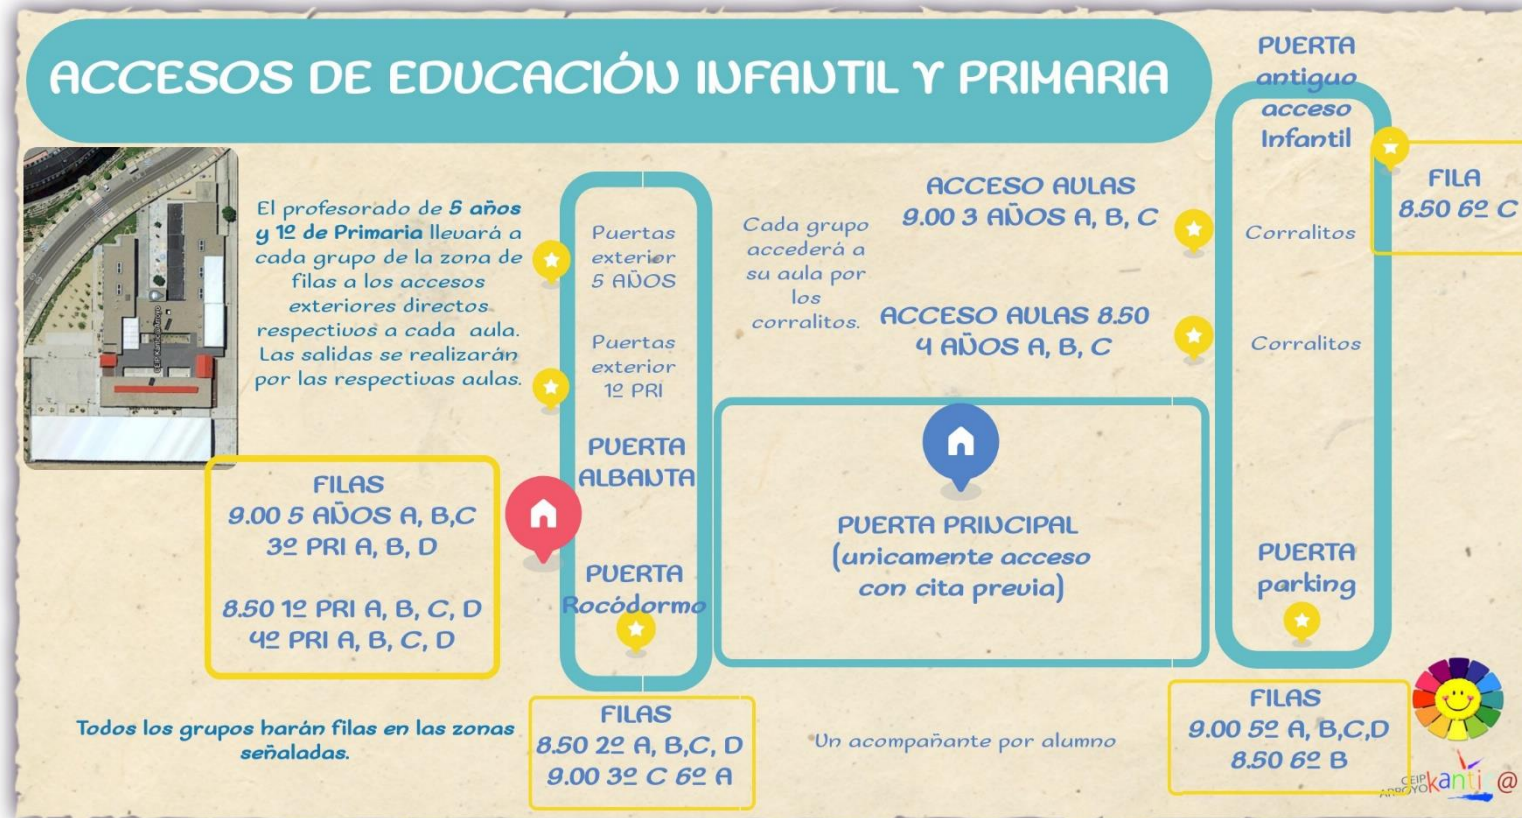 ACCESOS DE EDUCACIÓN INFANTIL Y PRIMARIA
El profesorado de 5 años
y 1º de Primaria llevará a
cada grupo de la zona de
filas a los accesos
exteriores directos
respectivos a cada aula.
Las salidas se realizarán
por las respectivas aulas.
Puertas
exterior
5 AÑOS
Puertas
exterior
1º PRI
PUERTA
ALBANTA
PUERTA
Rocódormo
Cada grupo
accederá a
su aula por
los
corralitos.
ACCESO AULAS
9.00 3 AÑOS A, B, C
ACCESO AULAS 8.50
4 AÑOS A, B, C
PUERTA
antiguo
acceso
Infantil
Corralitos
Corralitos
FILA
8.50 6º C
PUERTA PRINCIPAL
(unicamente acceso
con cita previa)
PUERTA
parking
FILAS
9.00 5 AÑOS A, B,C
3º PRI A, B, D
8.50 1º PRI A, B, C, D
4º PRI A, B, C, D
Todos los grupos harán filas en las zonas
señaladas.
FILAS
8.50 2º A, B,C, D
9.00 3º C 6º A
*Un acompañante por alumno
FILAS
9.00 5º A, B,C,D
8.50 6º B
CEIP
ARROYO
@